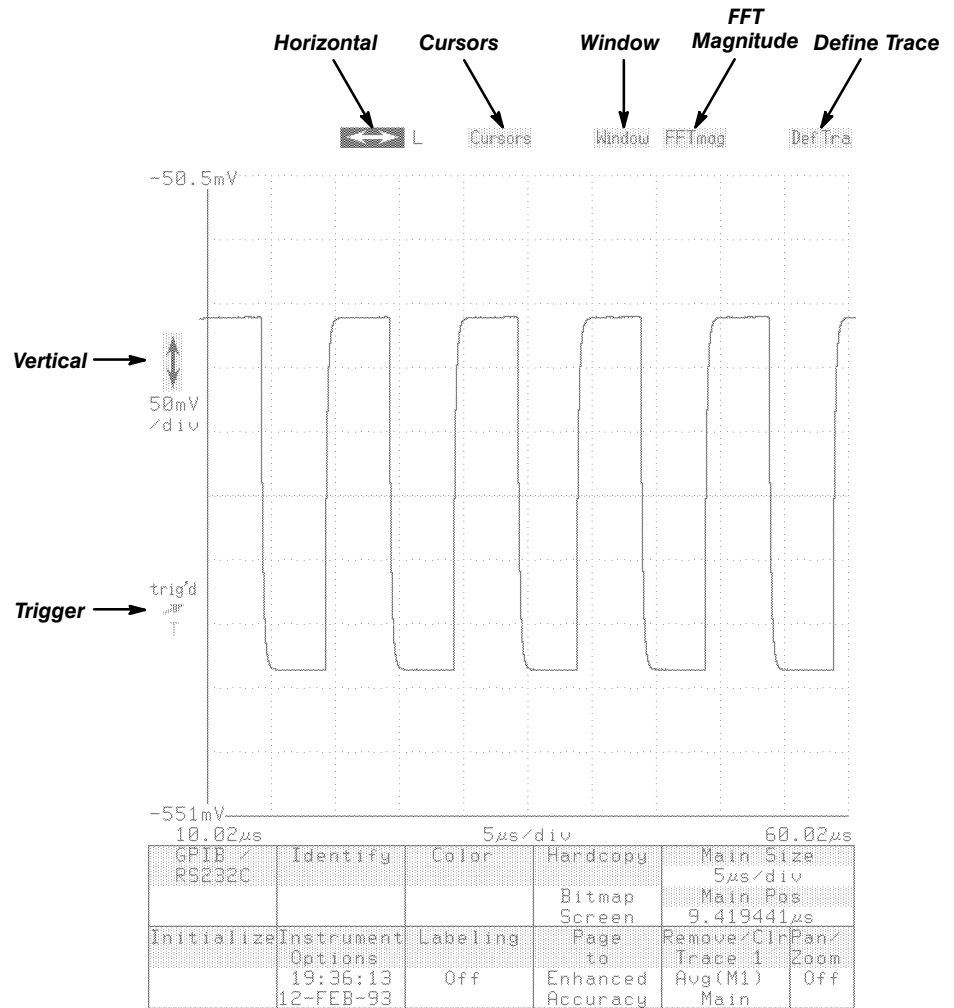 FFT
Horizontal Cursors Window Magnitude Define Trace
L Cursors Window FFTmag DefTra
-50.5mV
Vertical
50mV
/div
trig'd
Trigger
T
-551mV
10.02µs 5µs/div 60.02µs
GPIB / Identify Color Hardcopy Main Size
RS232C 5µs/div
Bitmap Main Pos
Screen 9.419441µs
Initialize Instrument Labeling Page Remove/Clr Pan/
Options to Trace 1 Zoom
19:36:13 Off Enhanced Avg(M1) Off
12-FEB-93 Accuracy Main